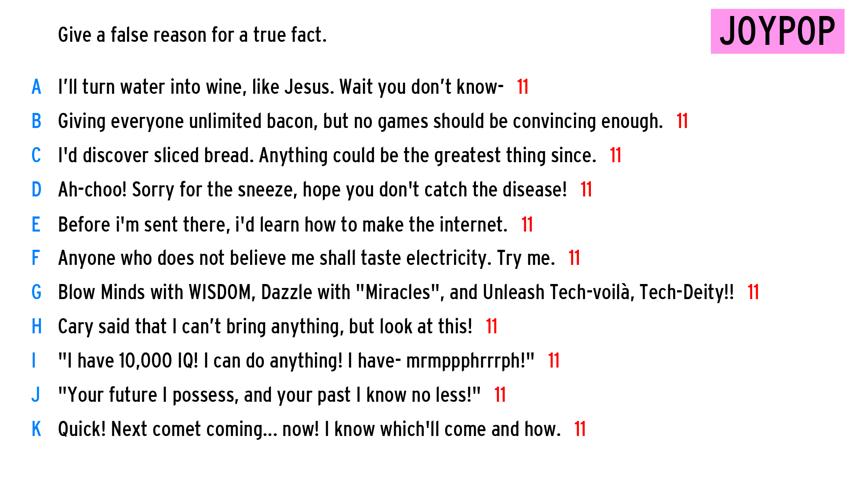 Give a false reason for a true fact.
JOYPOP
A I'll turn water into wine, like Jesus. Wait you don't know- 11
B Giving everyone unlimited bacon, but no games should be convincing enough. 11
C I'd discover sliced bread. Anything could be the greatest thing since. 11
D Ah-choo! Sorry for the sneeze, hope you don't catch the disease! 11
E Before i'm sent there, i'd learn how to make the internet. 11
F Anyone who does not believe me shall taste electricity. Try me. 11
G Blow Minds with WISDOM, Dazzle with "Miracles", and Unleash Tech-voilà, Tech-Deity!! 11
H Cary said that I can't bring anything, but look at this! 11
I "I have 10,000 IQ! I can do anything! I have- mrmppphrrrph!" 11
J "Your future I possess, and your past I know no less!" 11
K Quick! Next comet coming... now! I know which'll come and how. 11